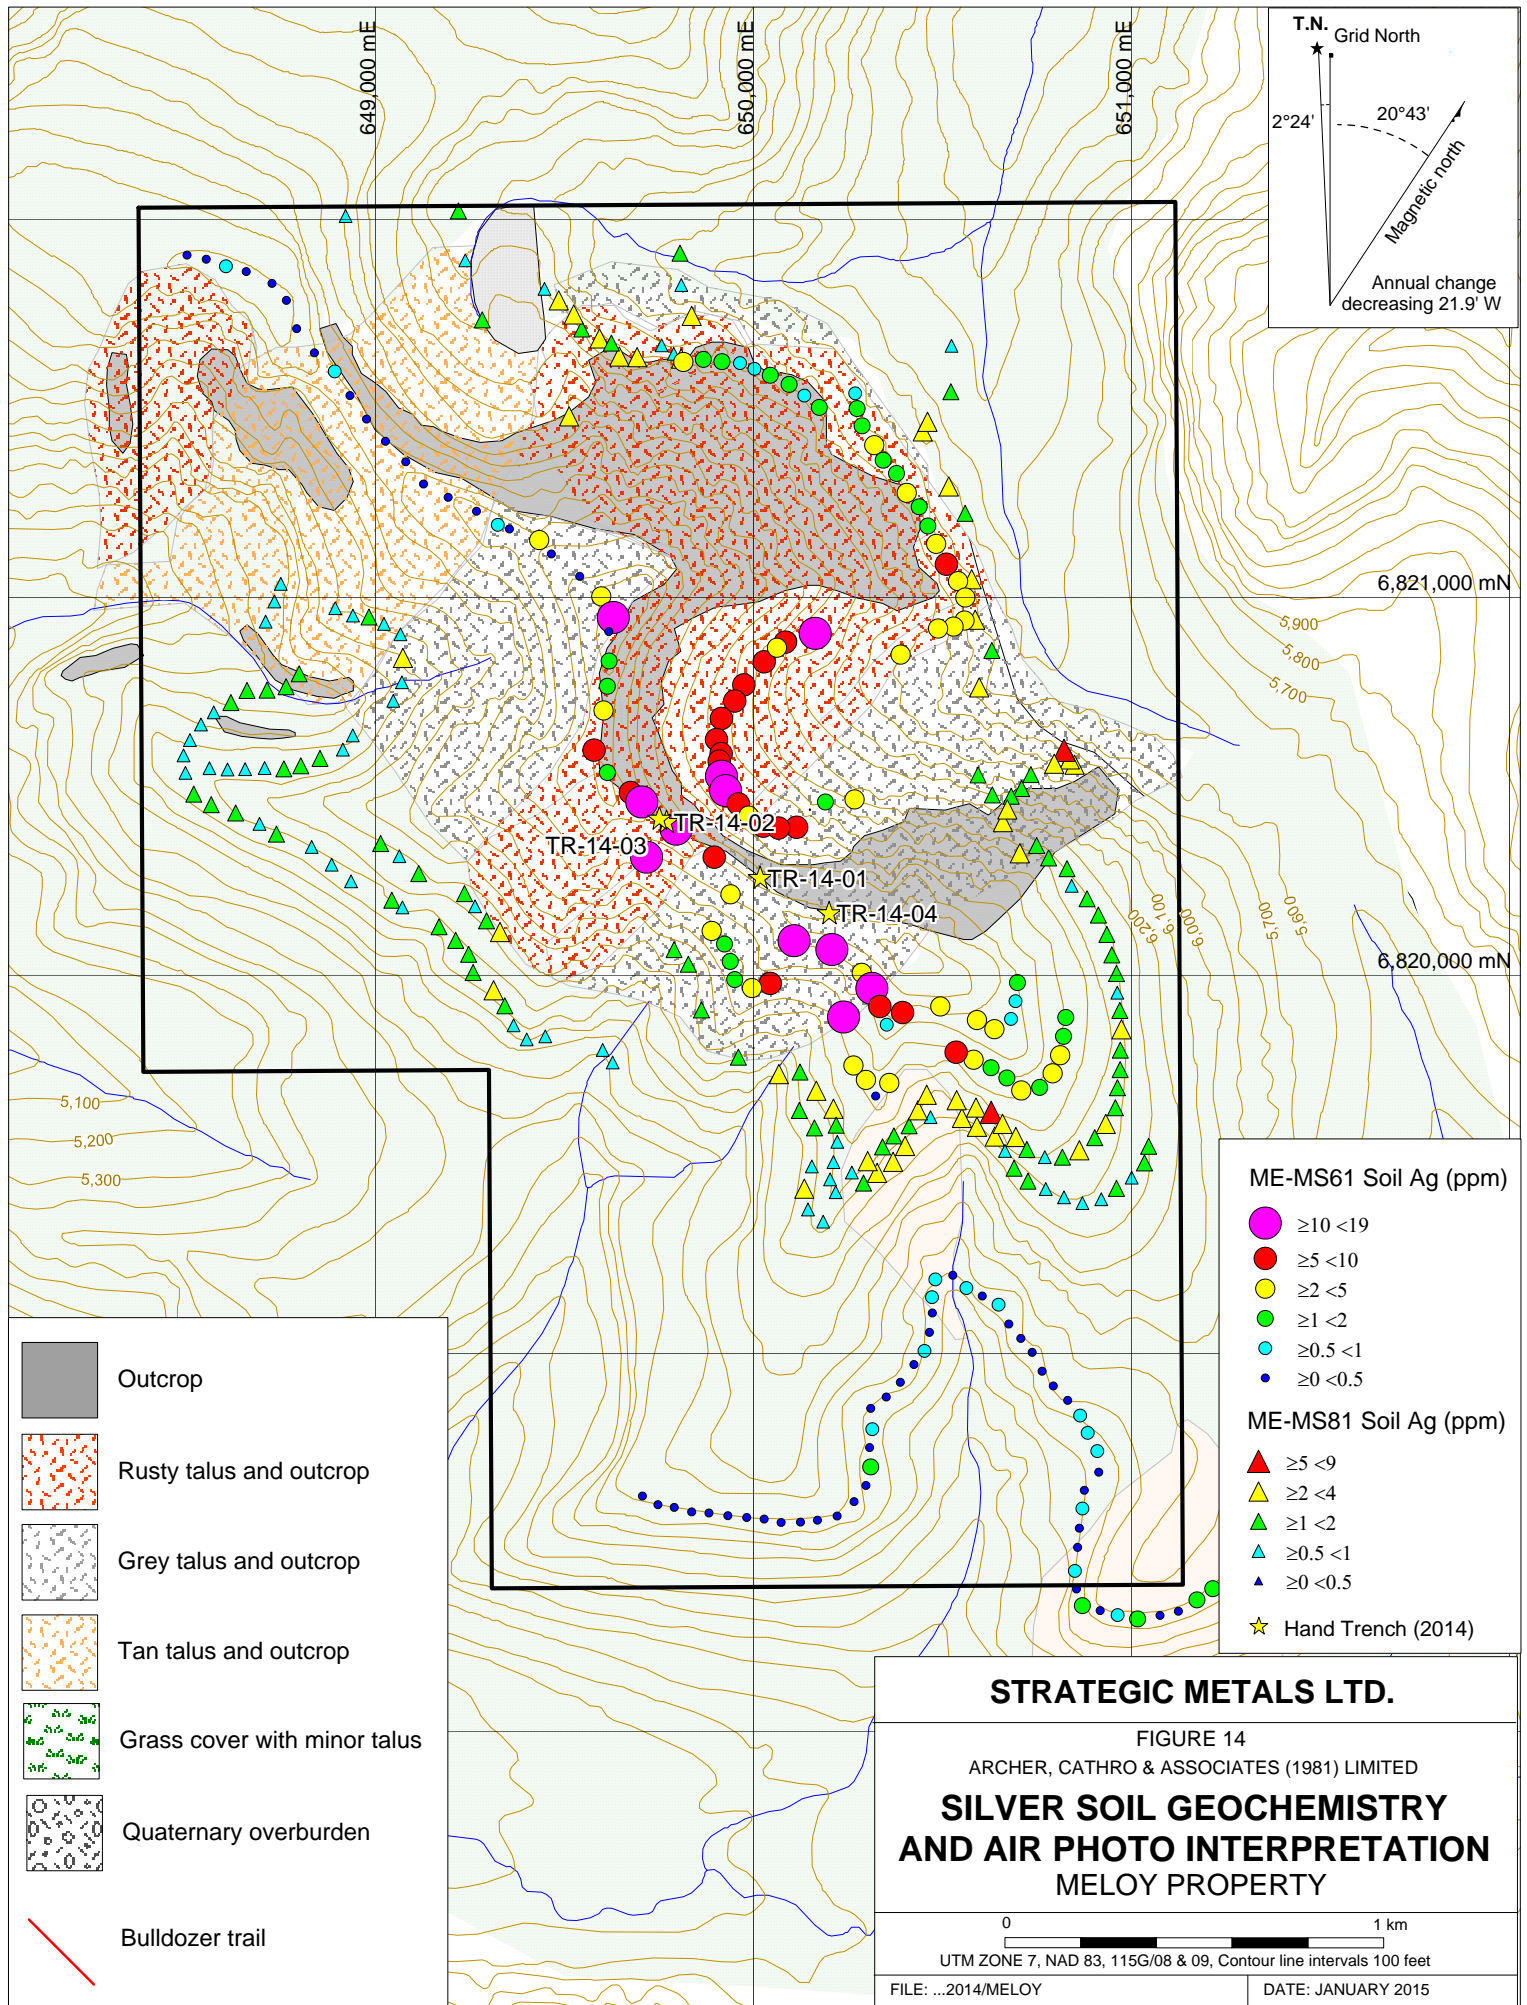 649,000 mE
650,000 mE
651,000 mE
T.N.
Grid North
2°24'
20°43'
Magnetic north
Annual change
decreasing 21.9' W
6,821,000 mN
5,900
5,800
5,700
TR-14-02
TR-14-03
TR-14-01
TR-14-04
6,200
6,100
6,000
5,700
5,600
6,820,000 mN
5,100
5,200
5,300
ME-MS61 Soil Ag (ppm)
≥10 <19
≥5 <10
≥2 <5
≥1 <2
≥0.5 <1
≥0 <0.5
ME-MS81 Soil Ag (ppm)
≥5 <9
≥2 <4
≥1 <2
≥0.5 <1
≥0 <0.5
Hand Trench (2014)
Outcrop
Rusty talus and outcrop
Grey talus and outcrop
Tan talus and outcrop
Grass cover with minor talus
Quaternary overburden
Bulldozer trail
STRATEGIC METALS LTD.
FIGURE 14
ARCHER, CATHRO & ASSOCIATES (1981) LIMITED
SILVER SOIL GEOCHEMISTRY
AND AIR PHOTO INTERPRETATION
MELOY PROPERTY
0 1 km
UTM ZONE 7, NAD 83, 115G/08 & 09, Contour line intervals 100 feet
FILE: ...2014/MELOY
DATE: JANUARY 2015